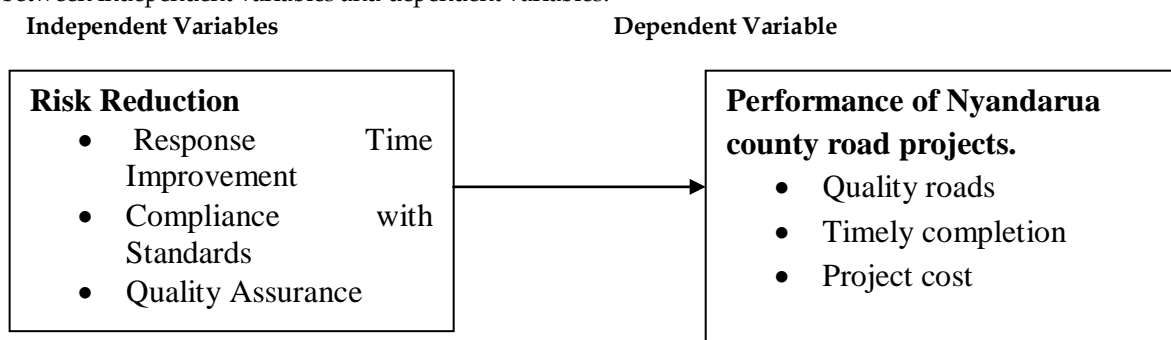 between independent variables and dependent variables.
Independent Variables
Dependent Variable
Risk Reduction
• Response Time
Improvement
• Compliance with
Standards
• Quality Assurance
Performance of Nyandarua
county road projects.
• Quality roads
• Timely completion
• Project cost